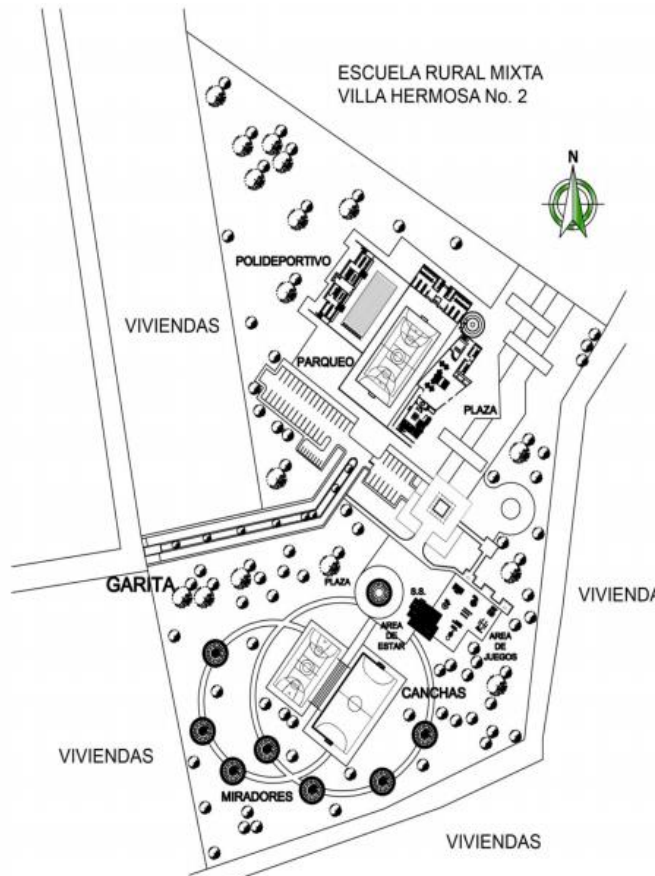 ESCUELA RURAL MIXTA
VILLA HERMOSA No. 2
N
POLIDEPORTIVO
VIVIENDAS
PARQUEO
PLAZA
GARITA
PLAZA
S.S.
VIVIENDA
AREA
DE
ESTAR
AREA
DE
JUEGOS
CANCHAS
VIVIENDAS
MIRADORES
VIVIENDAS